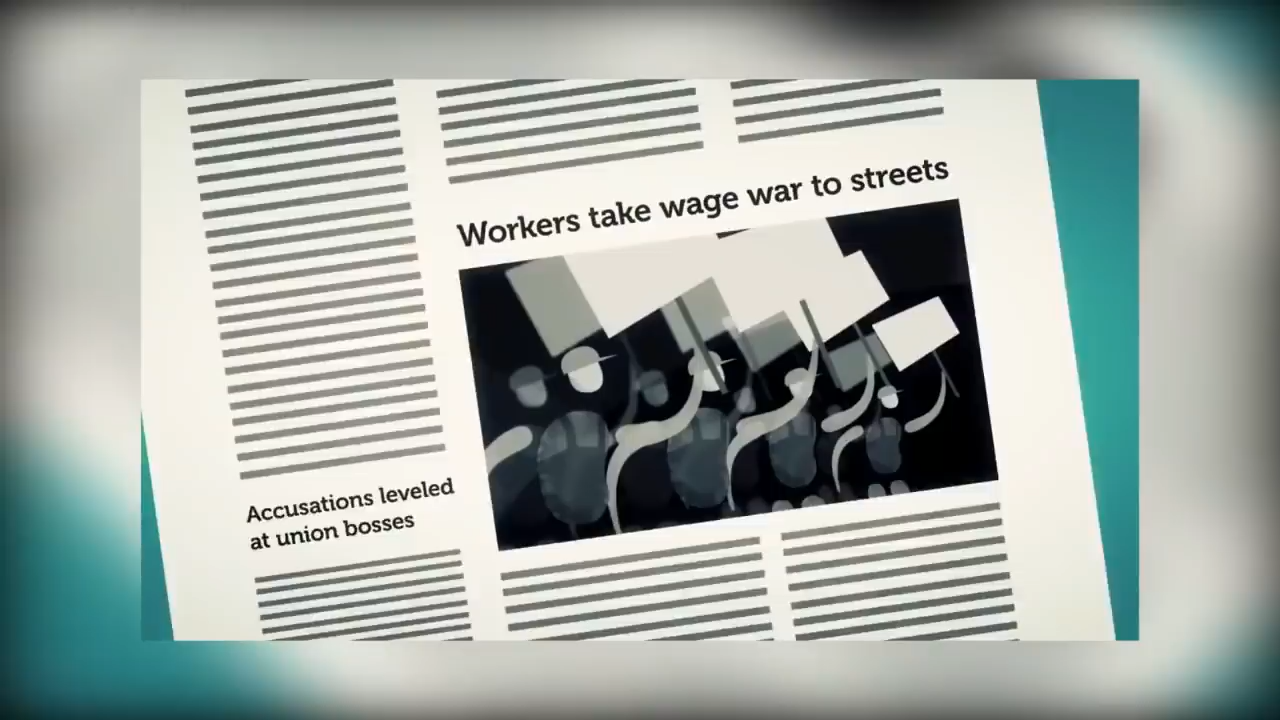 Workers take wage war to streets
Accusations leveled
at union bosses